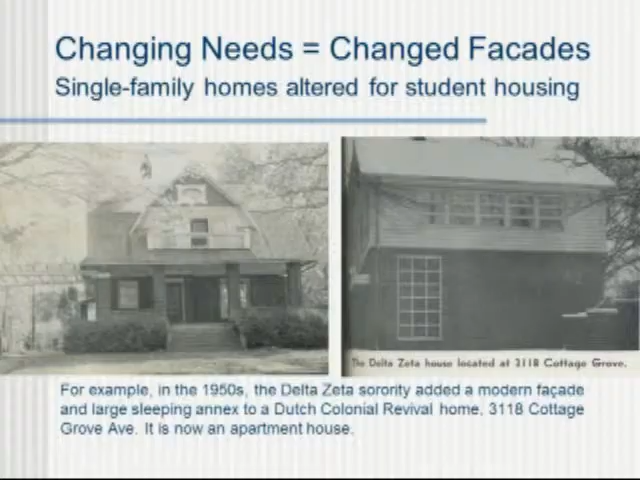 Changing Needs = Changed Facades
Single-family homes altered for student housing
The Delta Zeta house located at 3118 Cottage Grove.
For example, in the 1950s, the Delta Zeta sorority added a modern façade
and large sleeping annex to a Dutch Colonial Revival home, 3118 Cottage
Grove Ave. It is now an apartment house.